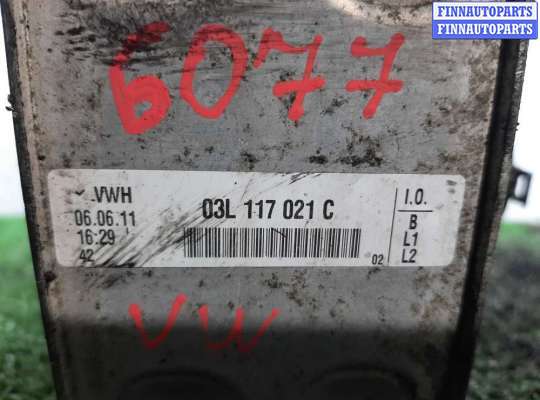 FINNAUTOPARTS
FINNAUTOPARTS
6077
VWH
06.06.11
16:29
42
03L 117 021 C
02
I.O.
B
L1
L2
VW